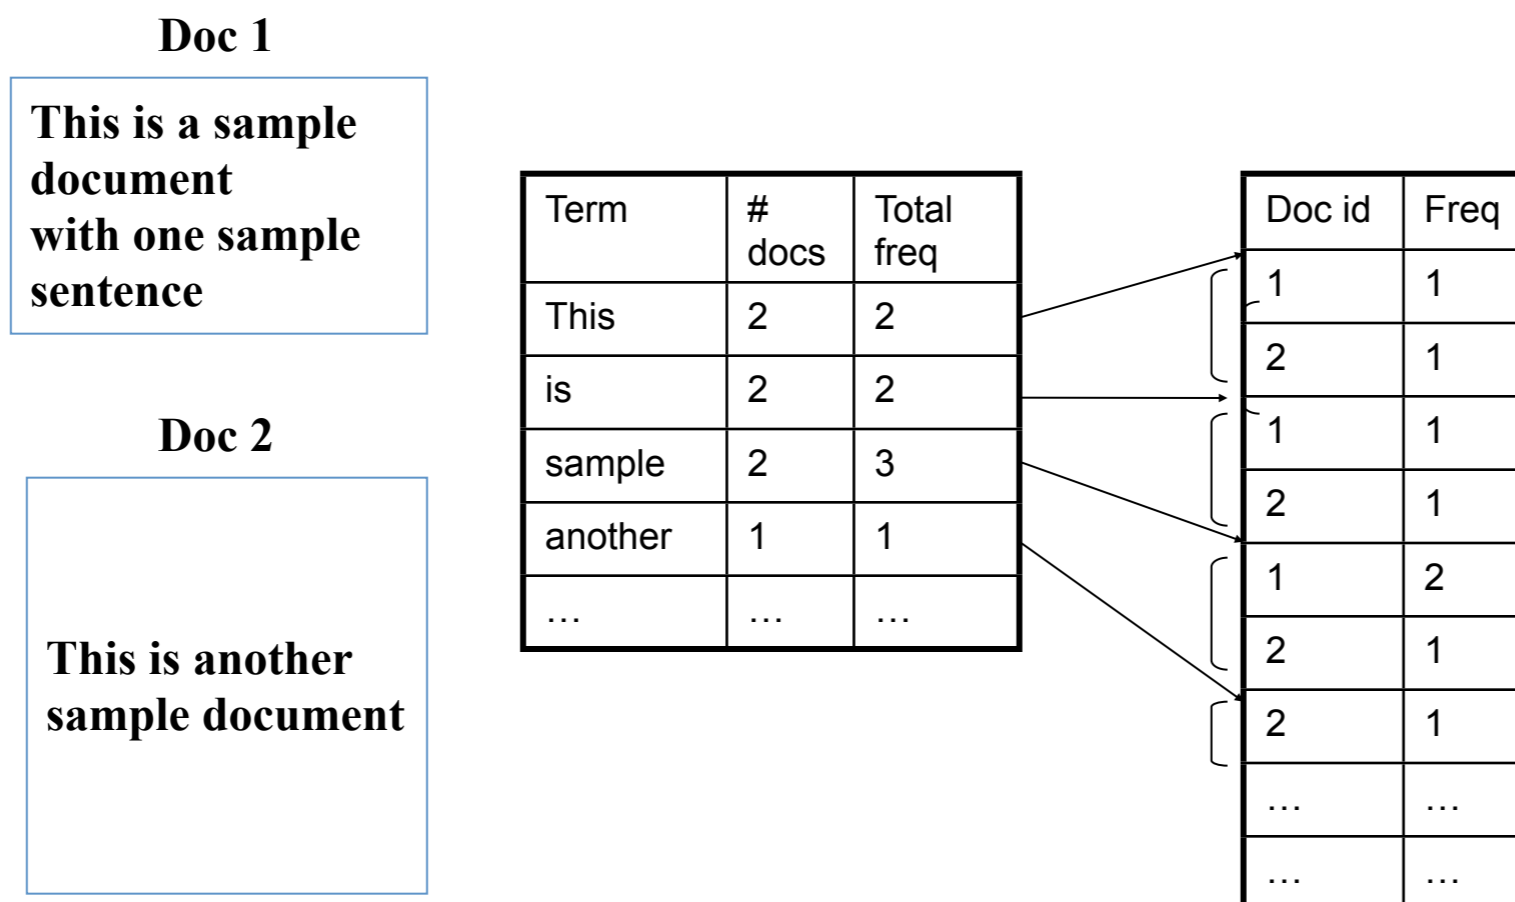 Doc 1
This is a sample
document
with one sample
sentence
Doc 2
This is another
sample document
Term # docs Total freq
This 2 2
is 2 2
sample 2 3
another 1 1
… … …
Doc id Freq
1 1
2 1
1 1
2 1
1 2
2 1
2 1
… …
… …